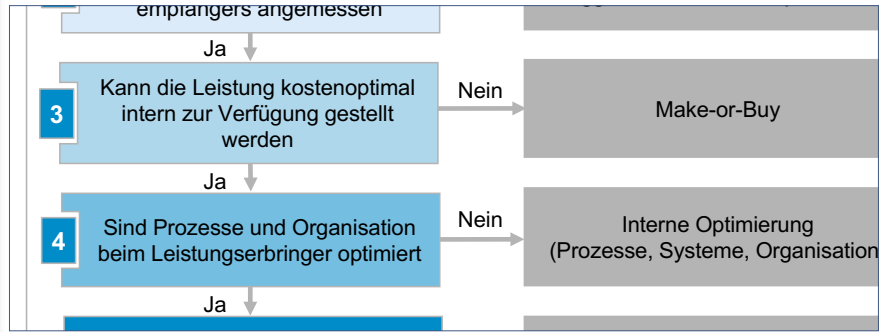 empfängers angemessen
Ja
3
Kann die Leistung kostenoptimal
intern zur Verfügung gestellt
werden
Nein
Make-or-Buy
Ja
4
Sind Prozesse und Organisation
beim Leistungserbringer optimiert
Nein
Interne Optimierung
(Prozesse, Systeme, Organisation
Ja